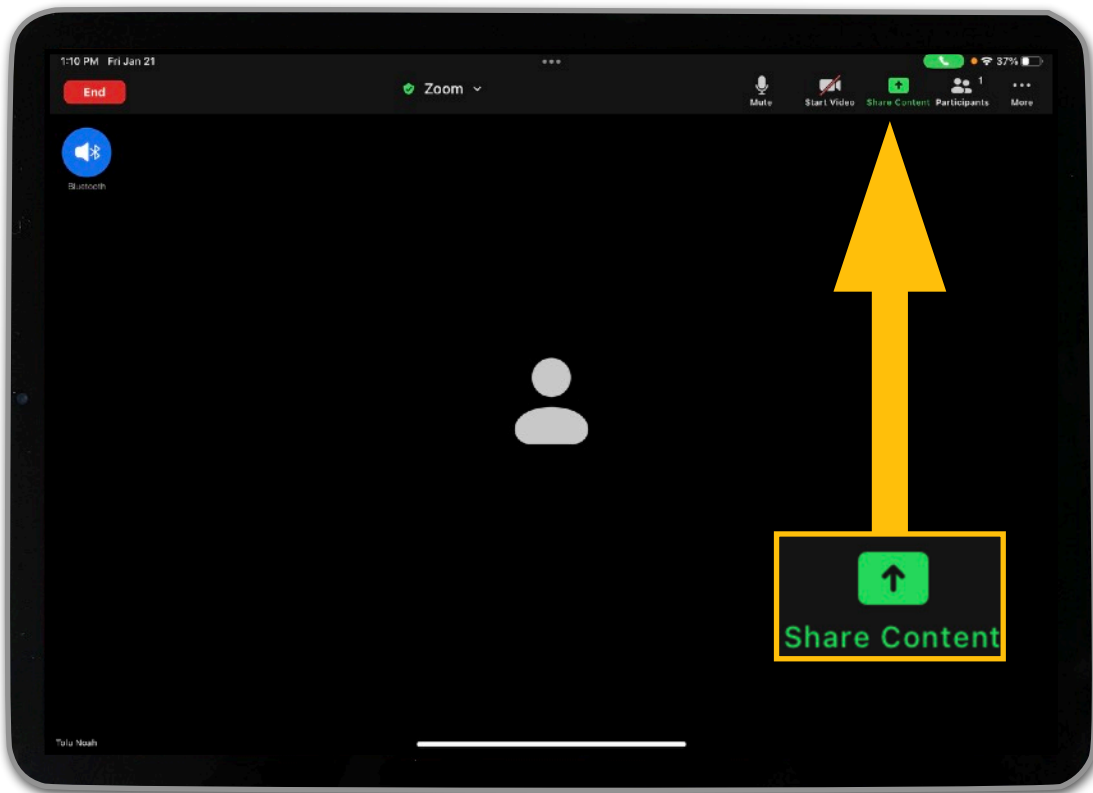 1:10 PM Fri Jan 21
37%
End
Zoom
Mute
Start Video
Share Content
Participants
1
More
Bluetooth
Share Content
Tolu Noah